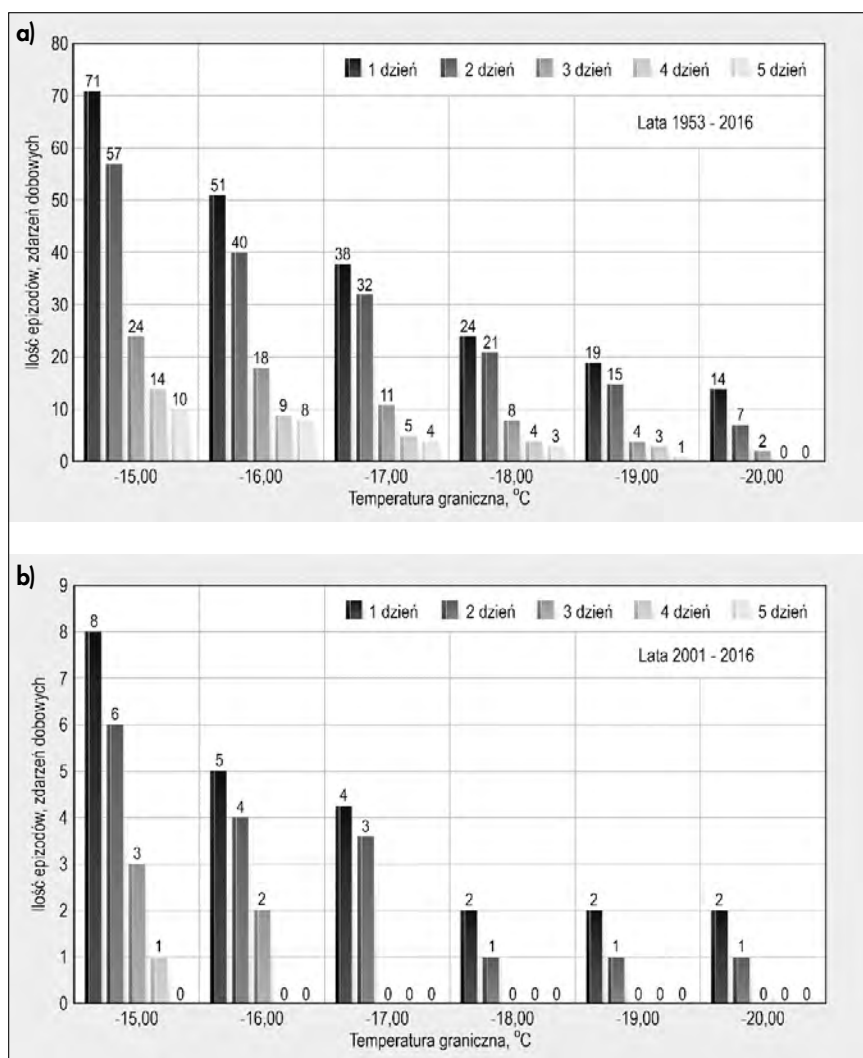 a)
80
70
60
50
40
30
20
10
0
Ilość epizodów, zdarzeń dobowych
1 dzień 2 dzień 3 dzień 4 dzień 5 dzień
Lata 1953 - 2016
71 57 24 14 10
51 40 18 9 8
38 32 11 5 4
24 21 8 4 3
19 15 4 3 1
14 7 2 0 0
-15,00 -16,00 -17,00 -18,00 -19,00 -20,00
Temperatura graniczna, °C
b)
9
8
7
6
5
4
3
2
1
0
Ilość epizodów, zdarzeń dobowych
1 dzień 2 dzień 3 dzień 4 dzień 5 dzień
Lata 2001 - 2016
8 6 3 1 0
5 4 2 0 0
4 3 0 0 0
2 1 0 0 0
2 1 0 0 0
2 1 0 0 0
-15,00 -16,00 -17,00 -18,00 -19,00 -20,00
Temperatura graniczna, °C